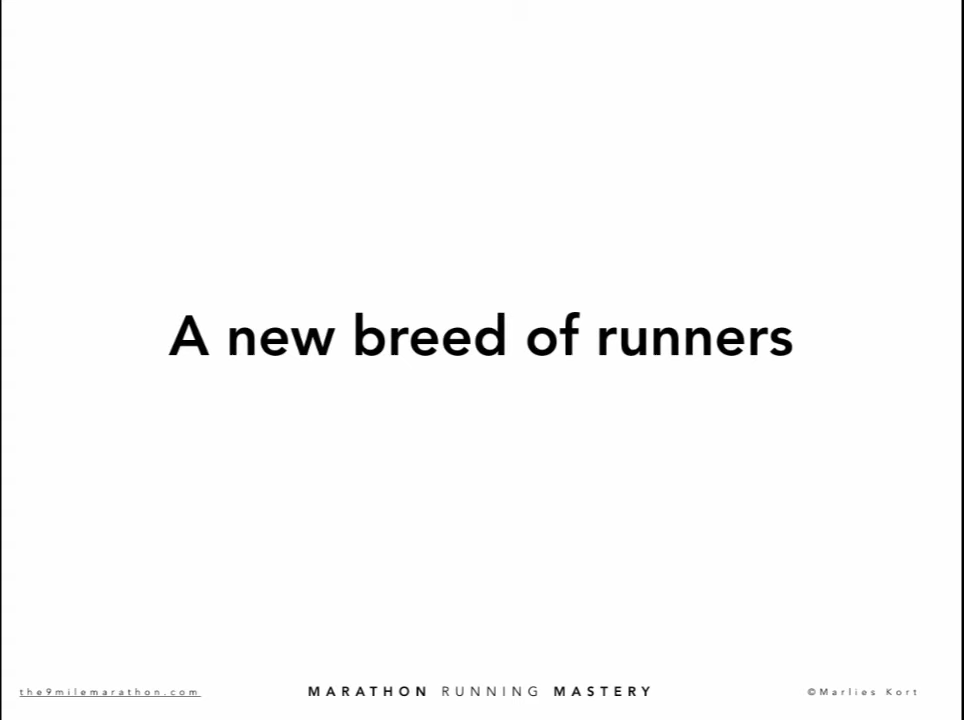 A new breed of runners
the9milemarathon.com
MARATHON RUNNING MASTERY
©Marlies Kort